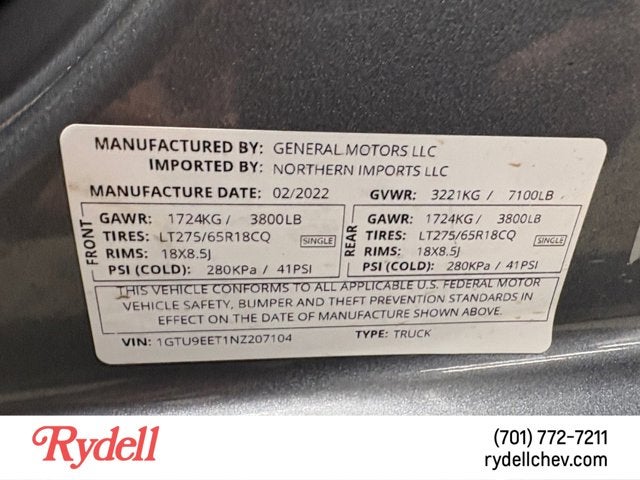 MANUFACTURED BY: GENERAL MOTORS LLC
IMPORTED BY: NORTHERN IMPORTS LLC
MANUFACTURE DATE: 02/2022 GVWR: 3221KG / 7100LB
FRONT
GAWR: 1724KG / 3800LB
TIRES: LT275/65R18CQ SINGLE
RIMS: 18X8.5J
PSI (COLD): 280KPa / 41PSI
REAR
GAWR: 1724KG / 3800LB
TIRES: LT275/65R18CQ SINGLE
RIMS: 18X8.5J
PSI (COLD): 280KPa / 41PSI
THIS VEHICLE CONFORMS TO ALL APPLICABLE U.S. FEDERAL MOTOR
VEHICLE SAFETY, BUMPER AND THEFT PREVENTION STANDARDS IN
EFFECT ON THE DATE OF MANUFACTURE SHOWN ABOVE.
VIN: 1GTU9EET1NZ207104 TYPE: TRUCK
Rydell
(701) 772-7211
rydellchev.com